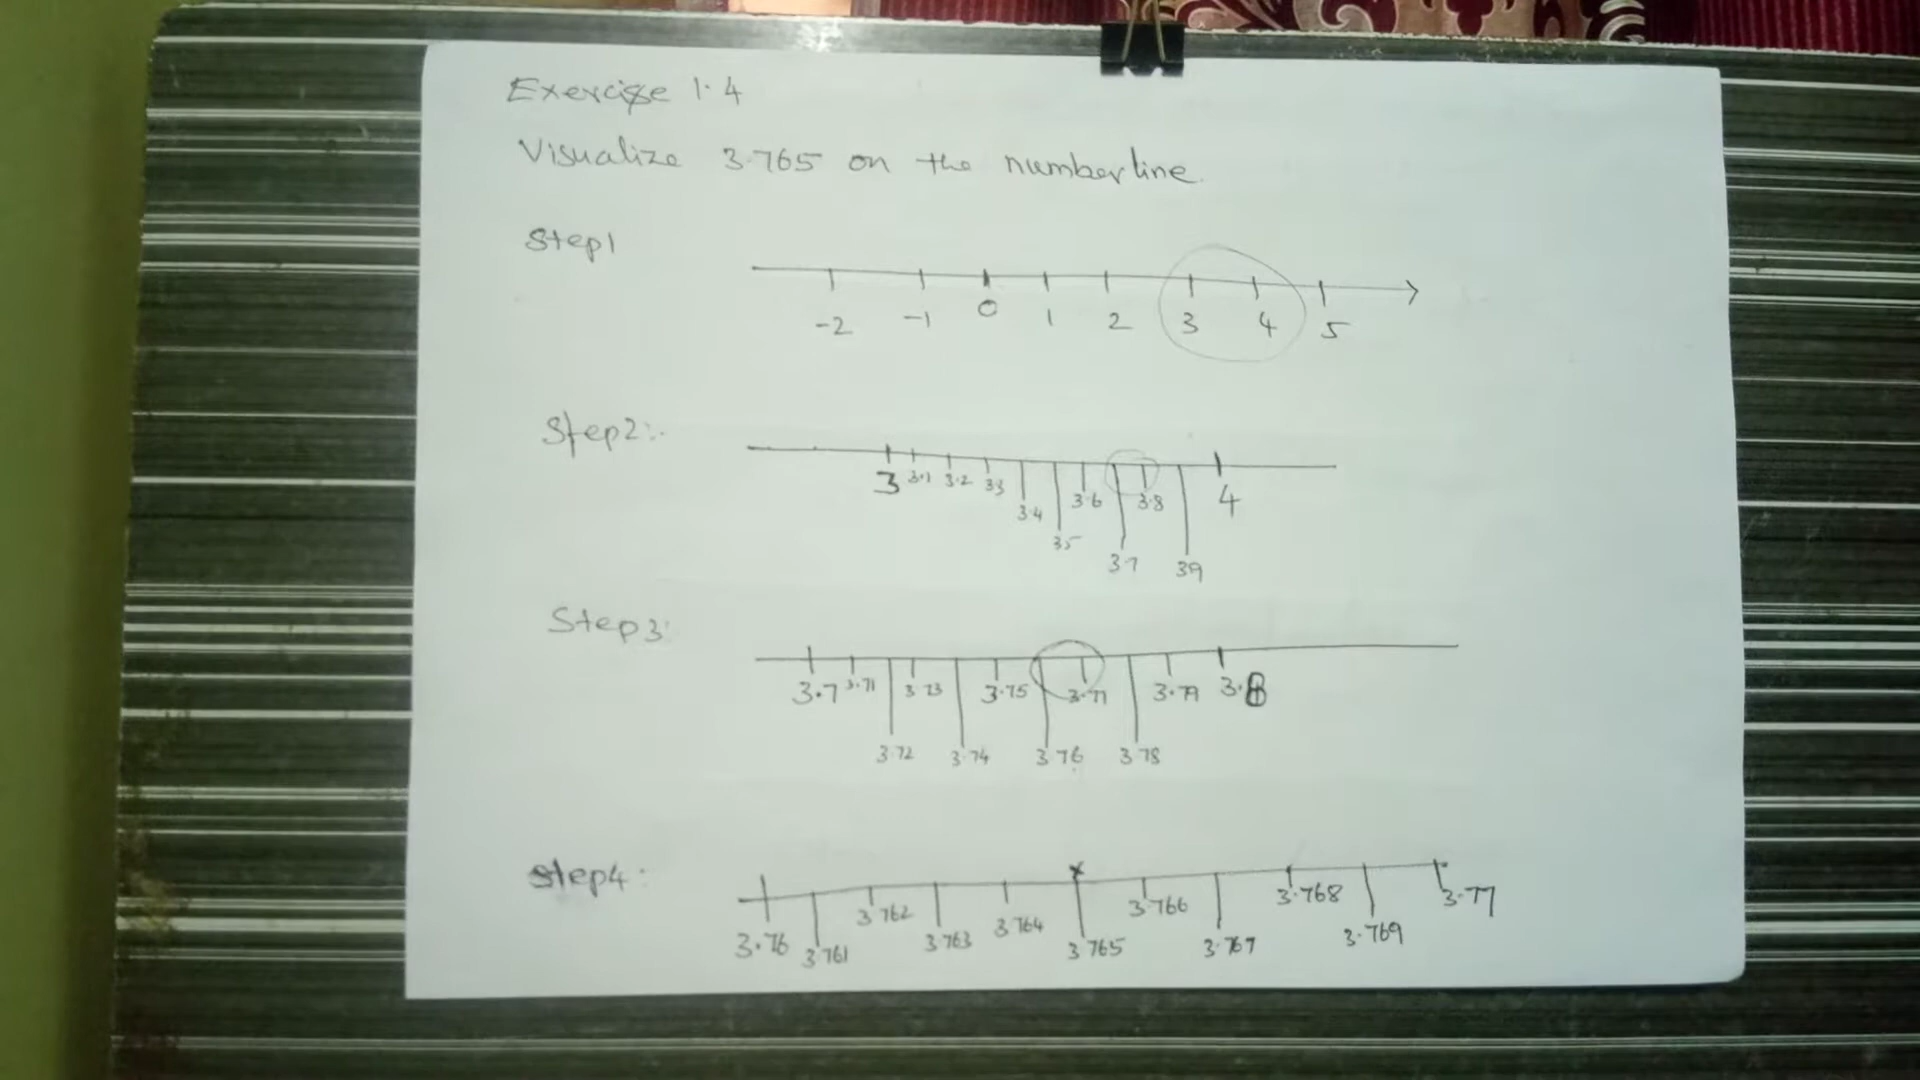 Exercise 1.4
Visualize 3.765 on the number line.
Step1
-2 -1 0 1 2 3 4 5
Step2:-
3 3.1 3.2 3.3 3.4 3.5 3.6 3.7 3.8 3.9 4
Step3:
3.7 3.71 3.72 3.73 3.74 3.75 3.76 3.77 3.78 3.79 3.8
Step4:
3.76 3.761 3.762 3.763 3.764 3.765 3.766 3.767 3.768 3.769 3.77